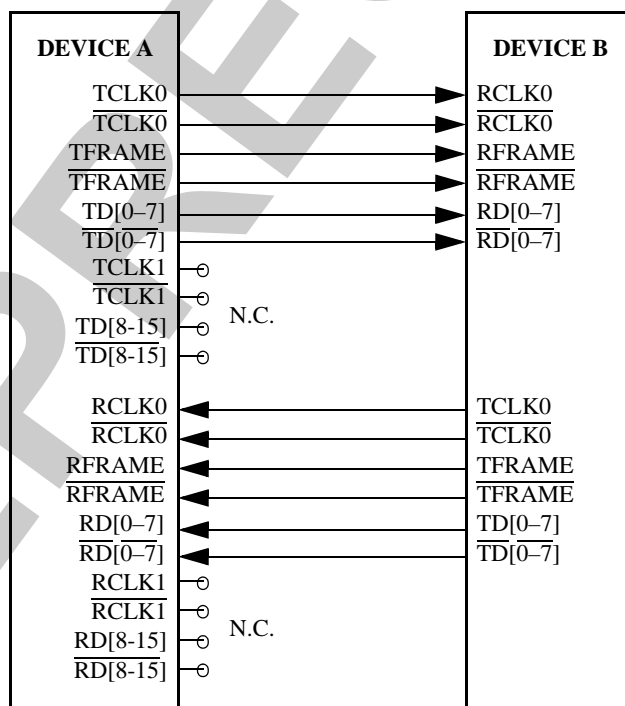 DEVICE A DEVICE B
TCLK0 RCLK0
TCLK0 RCLK0
TFRAME RFRAME
TFRAME RFRAME
TD[0–7] RD[0–7]
TD[0–7] RD[0–7]
TCLK1
TCLK1
N.C.
TD[8-15]
TD[8-15]
RCLK0 TCLK0
RCLK0 TCLK0
RFRAME TFRAME
RFRAME TFRAME
RD[0–7] TD[0–7]
RD[0–7] TD[0–7]
RCLK1
RCLK1
N.C.
RD[8-15]
RD[8-15]